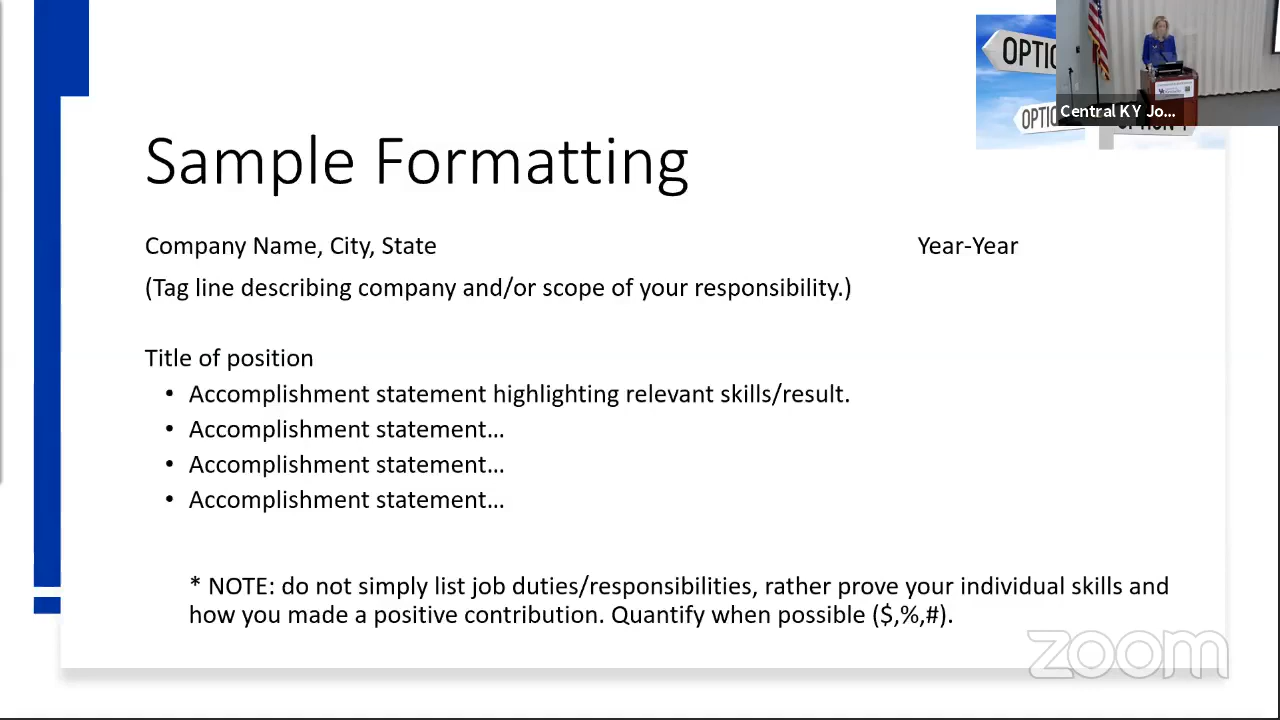 Sample Formatting
Company Name, City, State Year-Year
(Tag line describing company and/or scope of your responsibility.)
Title of position
• Accomplishment statement highlighting relevant skills/result.
• Accomplishment statement…
• Accomplishment statement…
• Accomplishment statement…
* NOTE: do not simply list job duties/responsibilities, rather prove your individual skills and
how you made a positive contribution. Quantify when possible ($,%,#).
OPTIO
OPTIO
Central KY Jo...
zoom